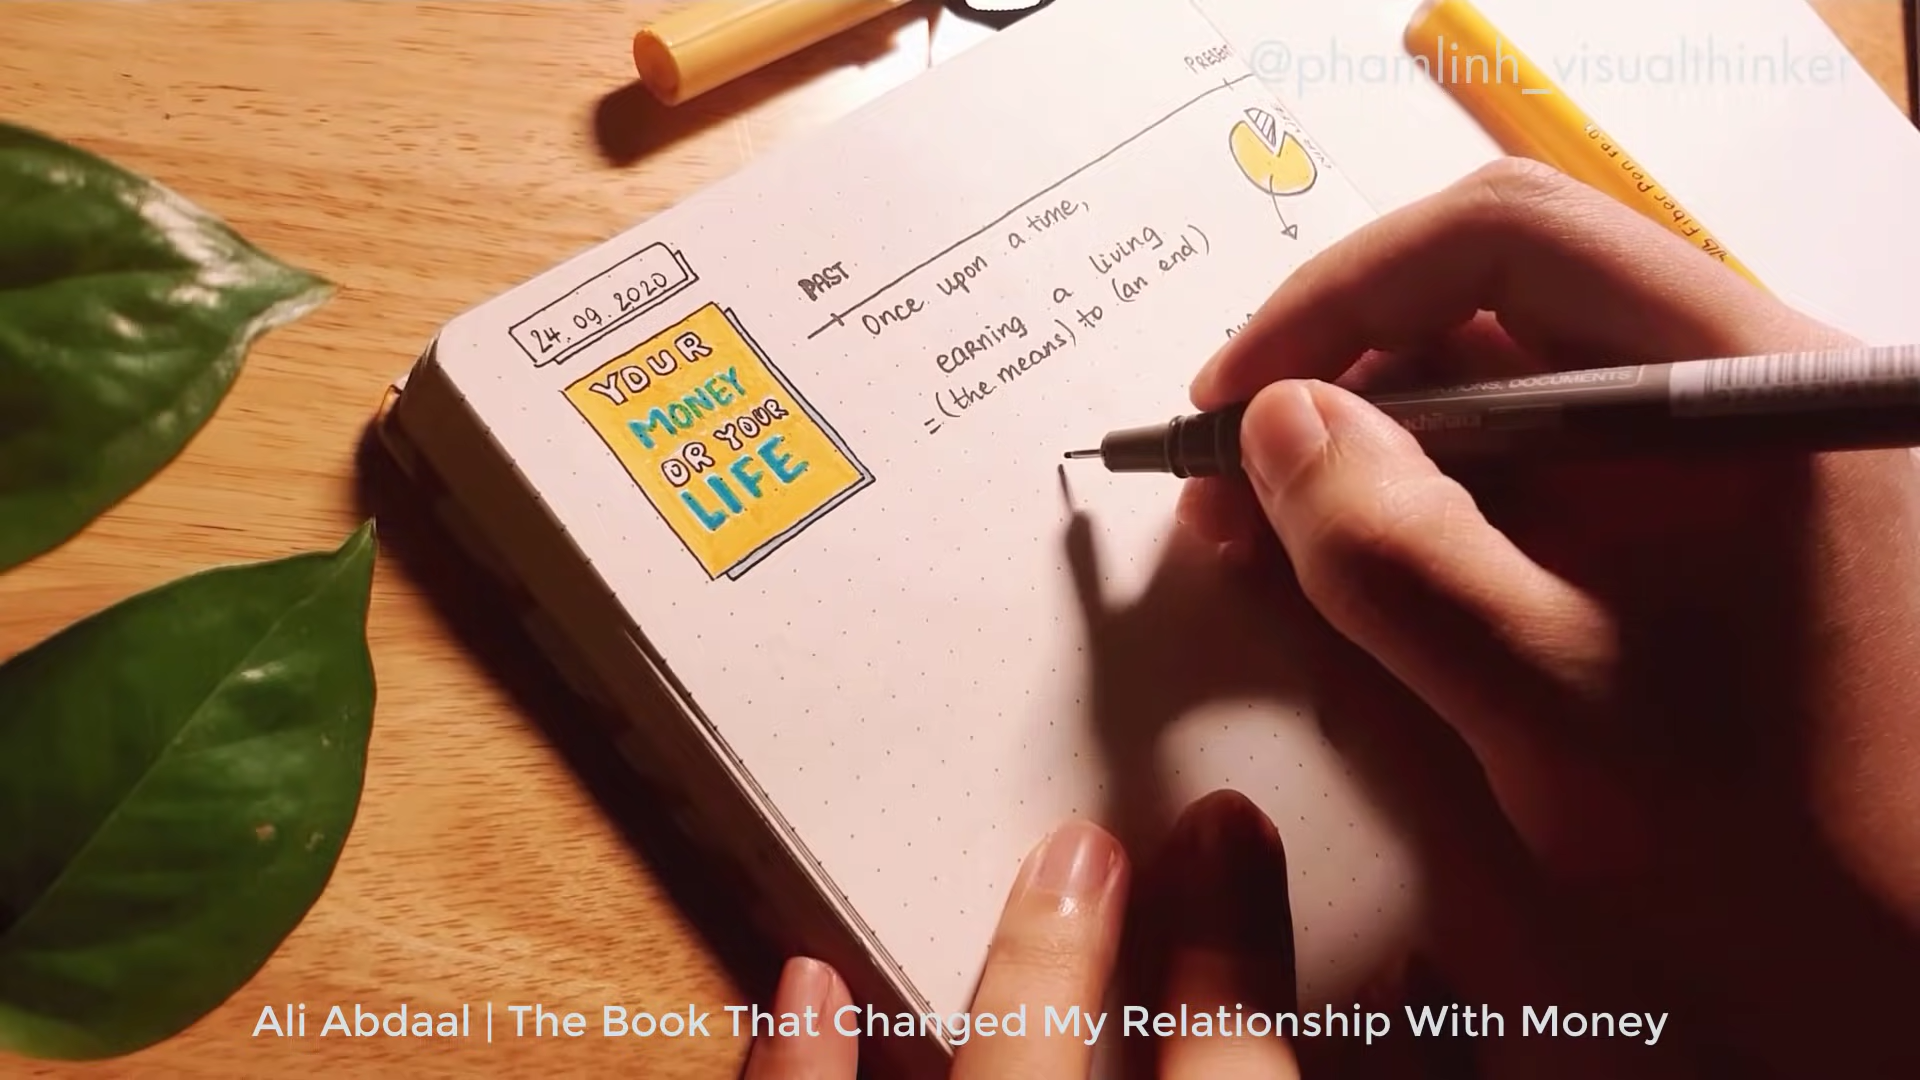 @phamlinh_visualthinker
PRESENT
24.09.2020
YOUR
MONEY
OR YOUR
LIFE
PAST
Once upon a time,
earning a living
= (the means) to (an end)
Fiber Pen
DOCUMENTS
Ali Abdaal | The Book That Changed My Relationship With Money